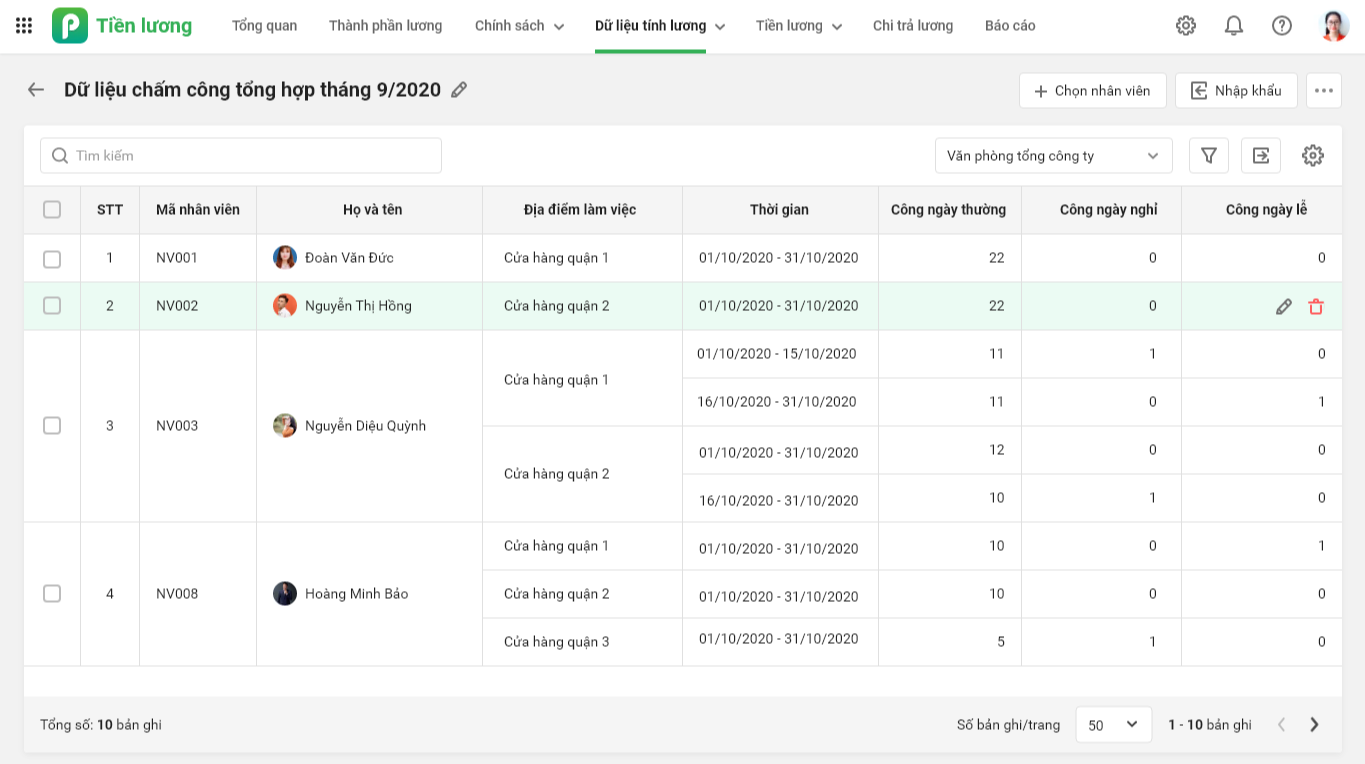 Tiền lương Tổng quan Thành phần lương Chính sách Dữ liệu tính lương Tiền lương Chi trả lương Báo cáo
Dữ liệu chấm công tổng hợp tháng 9/2020 Chọn nhân viên Nhập khẩu
Tìm kiếm Văn phòng tổng công ty
STT Mã nhân viên Họ và tên Địa điểm làm việc Thời gian Công ngày thường Công ngày nghỉ Công ngày lễ
1 NV001 Đoàn Văn Đức Cửa hàng quận 1 01/10/2020 - 31/10/2020 22 0 0
2 NV002 Nguyễn Thị Hồng Cửa hàng quận 2 01/10/2020 - 31/10/2020 22 0
3 NV003 Nguyễn Diệu Quỳnh Cửa hàng quận 1 01/10/2020 - 15/10/2020 11 1 0
16/10/2020 - 31/10/2020 11 0 1
Cửa hàng quận 2 01/10/2020 - 31/10/2020 12 0 0
16/10/2020 - 31/10/2020 10 1 0
4 NV008 Hoàng Minh Bảo Cửa hàng quận 1 01/10/2020 - 31/10/2020 10 0 1
Cửa hàng quận 2 01/10/2020 - 31/10/2020 10 0 0
Cửa hàng quận 3 01/10/2020 - 31/10/2020 5 1 0
Tổng số: 10 bản ghi Số bản ghi/trang 50 1 - 10 bản ghi